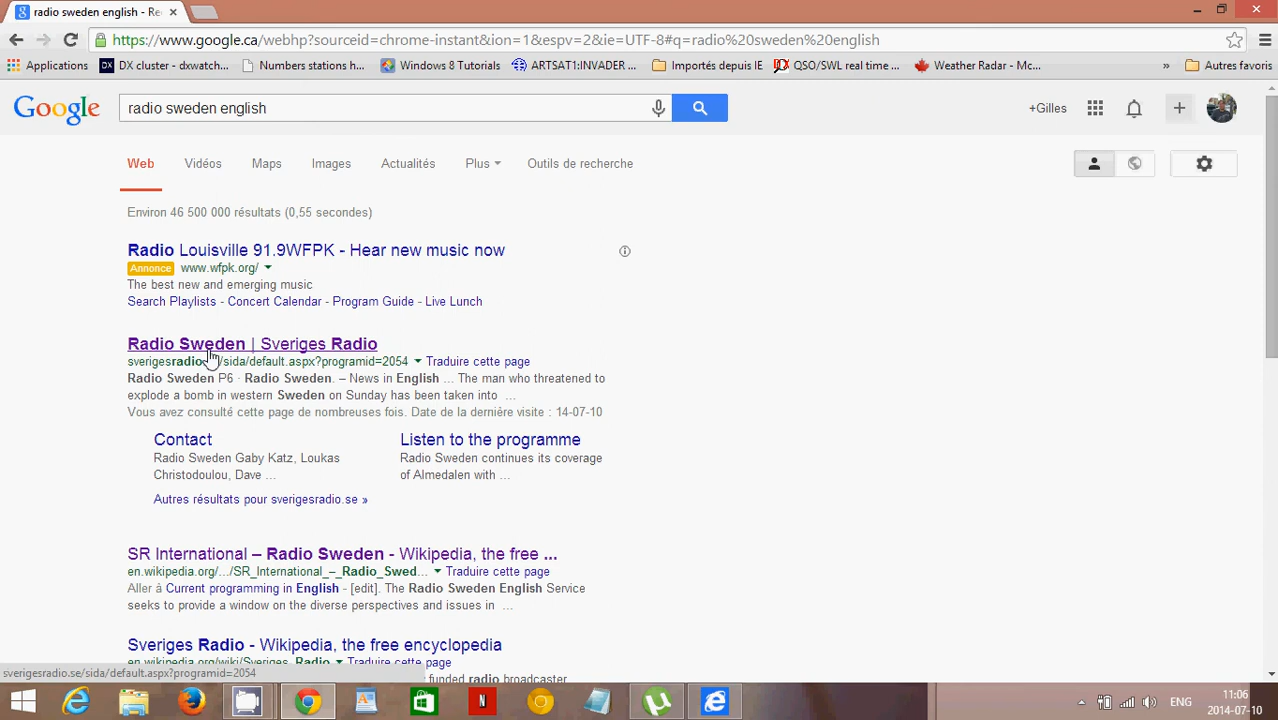 radio sweden english - Re
https://www.google.ca/webhp?sourceid=chrome-instant&ion=1&espv=2&ie=UTF-8#q=radio%20sweden%20english
Applications DX cluster - dxwatch... Numbers stations h... Windows 8 Tutorials ARTSAT1:INVADER ... Importés depuis IE QSO/SWL real time ... Weather Radar - Mc... » Autres favoris
Google radio sweden english +Gilles
Web Vidéos Maps Images Actualités Plus Outils de recherche
Environ 46 500 000 résultats (0,55 secondes)
Radio Louisville 91.9WFPK - Hear new music now
Annonce www.wfpk.org/
The best new and emerging music
Search Playlists - Concert Calendar - Program Guide - Live Lunch
Radio Sweden | Sveriges Radio
sverigesradio. /sida/default.aspx?programid=2054 Traduire cette page
Radio Sweden P6 · Radio Sweden. – News in English ... The man who threatened to
explode a bomb in western Sweden on Sunday has been taken into ...
Vous avez consulté cette page de nombreuses fois. Date de la dernière visite : 14-07-10
Contact
Radio Sweden Gaby Katz, Loukas
Christodoulou, Dave ...
Listen to the programme
Radio Sweden continues its coverage
of Almedalen with ...
Autres résultats pour sverigesradio.se »
SR International – Radio Sweden - Wikipedia, the free ...
en.wikipedia.org/.../SR_International_–_Radio_Swed... Traduire cette page
Aller à Current programming in English - [edit]. The Radio Sweden English Service
seeks to provide a window on the diverse perspectives and issues in ...
Sveriges Radio - Wikipedia, the free encyclopedia
en.wikipedia.org/wiki/Sveriges_Radio Traduire cette page
funded radio broadcaster
sverigesradio.se/sida/default.aspx?programid=2054
ENG
11:06
2014-07-10